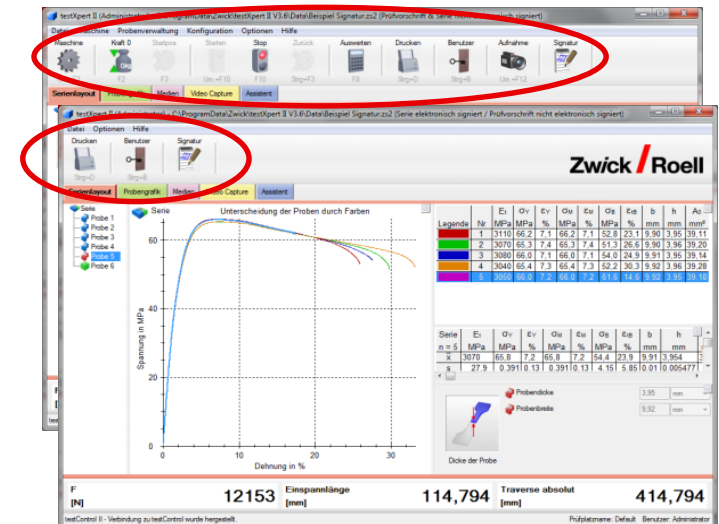 testXpert II (Administrator)
ProgramData\Zwick\testXpert II V3.6\Data\Beispiel Signatur.zs2 (Prüfvorschrift & Serie nicht elektronisch signiert)
Datei Maschine Probenverwaltung Konfiguration Optionen Hilfe
Maschine Kraft 0 Startpos Starten Stop Zurück Auswerten Drucken Benutzer Aufnahme Signatur
F2 F3 Um.+F10 F10 Strg+F3 F8 Strg+D Strg+B Um.+F12
Serienlayout Probengrafik Medien Video Capture Assistent
testXpert II (Administrator) - C:\ProgramData\Zwick\testXpert II V3.6\Data\Beispiel Signatur.zs2 (Serie elektronisch signiert / Prüfvorschrift nicht elektronisch signiert)
Datei Optionen Hilfe
Drucken Benutzer Signatur
Strg+D Strg+B
Zwick / Roell
Serienlayout Probengrafik Medien Video Capture Assistent
Serie
Probe 1
Probe 2
Probe 3
Probe 4
Probe 5
Probe 6
Serie Unterscheidung der Proben durch Farben
Spannung in MPa
60
40
20
0
0 10 20 30
Dehnung in %
Et σY εY σM εM σB εtB b h A0
Legende Nr MPa MPa % MPa % MPa % mm mm mm²
1 3110 66,2 7,1 66,2 7,1 52,8 23,1 9,90 3,95 39,11
2 3070 65,3 7,4 65,3 7,4 51,3 26,6 9,90 3,96 39,20
3 3080 66,0 7,1 66,0 7,1 54,0 24,9 9,91 3,95 39,14
4 3040 65,4 7,3 65,4 7,3 52,2 30,3 9,92 3,96 39,28
5 3050 66,0 7,2 66,0 7,2 61,6 14,6 9,92 3,95 39,18
Serie Et σY εY σM εM σB εtB b h
n = 5 MPa MPa % MPa % MPa % mm mm
x̄ 3070 65,8 7,2 65,8 7,2 54,4 23,9 9,91 3,954
s 27,9 0,391 0,13 0,391 0,13 4,15 5,85 0,01 0,005477
Probendicke 3,95 mm
Probenbreite 9,92 mm
Dicke der Probe
F
[N]
12153
Einspannlänge
[mm]
114,794
Traverse absolut
[mm]
414,794
testControl II - Verbindung zu testControl wurde hergestellt.
Prüfplatzname: Default Benutzer: Administrator